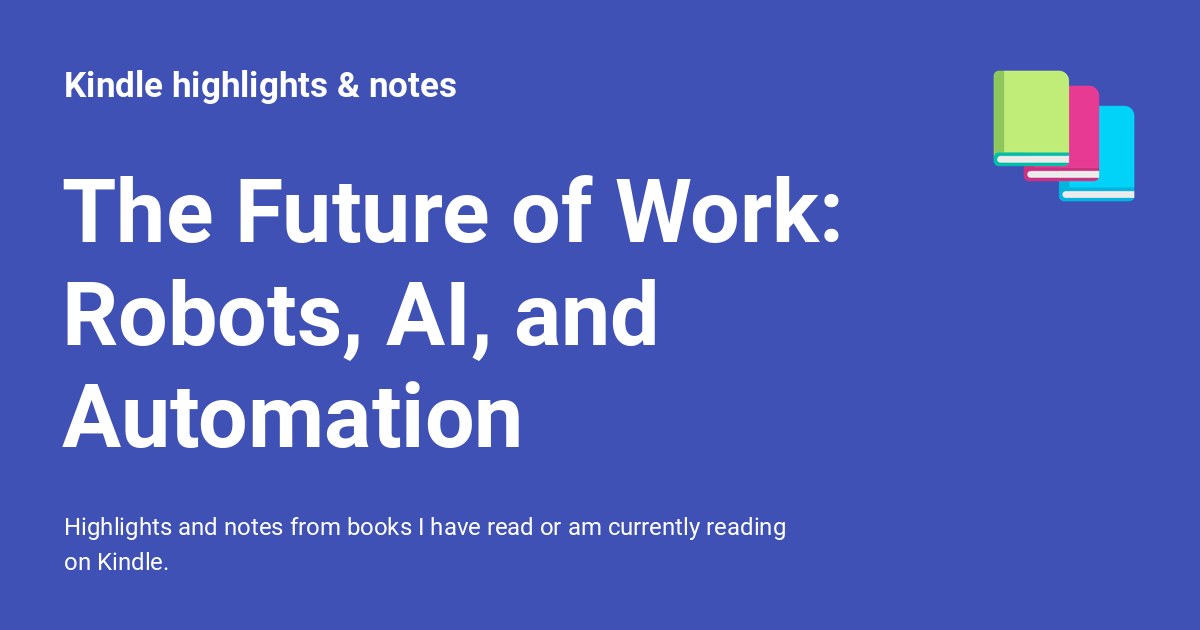 Kindle highlights & notes
The Future of Work:
Robots, AI, and
Automation
Highlights and notes from books I have read or am currently reading
on Kindle.